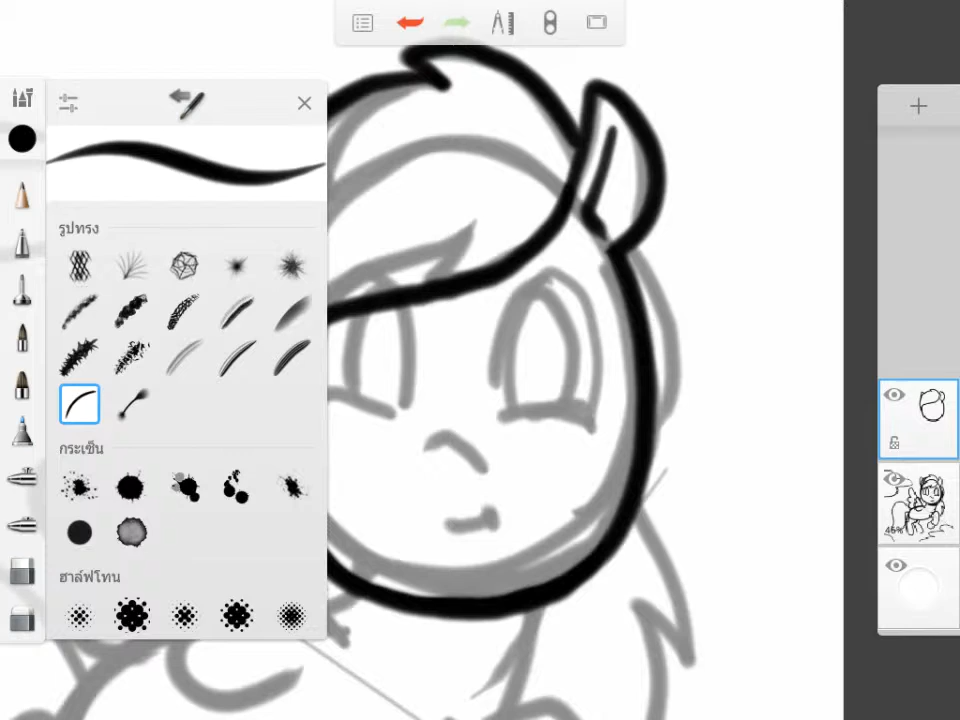 รูปทรง
กระเซ็น
ฮาล์ฟโทน